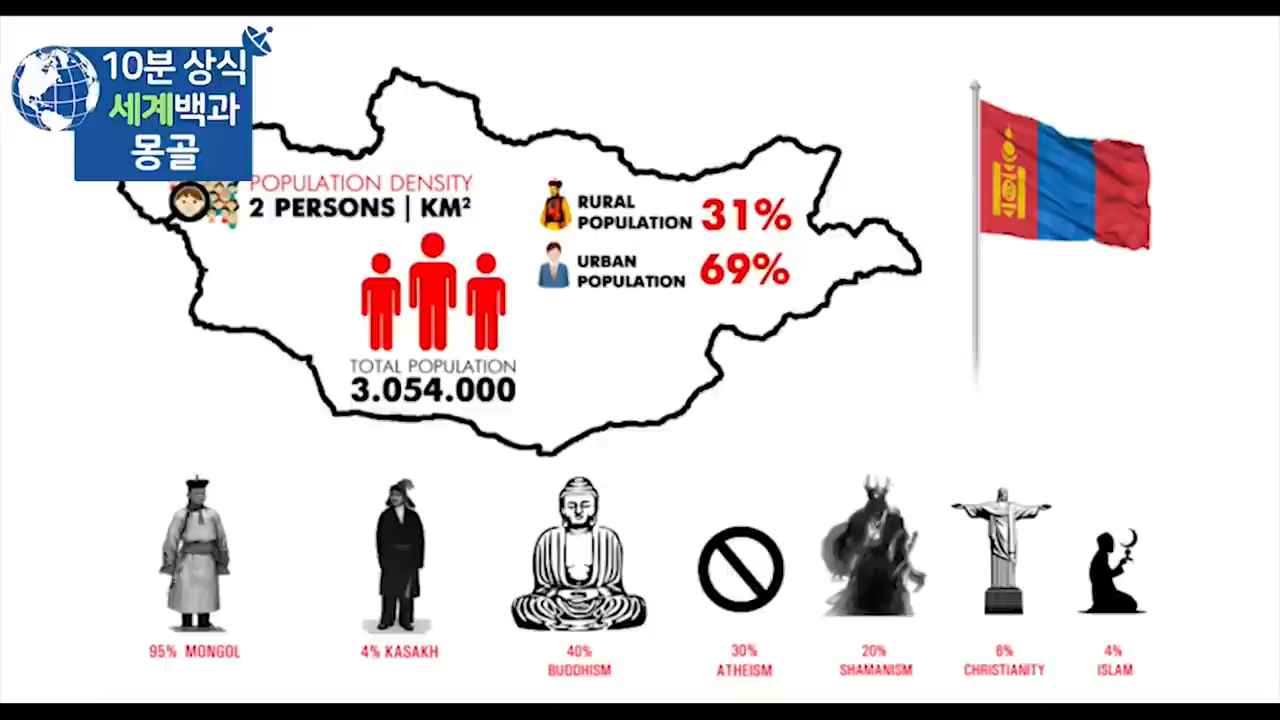 10분 상식
세계백과
몽골
POPULATION DENSITY
2 PERSONS | KM²
RURAL
POPULATION 31%
URBAN
POPULATION 69%
TOTAL POPULATION
3.054.000
95% MONGOL
4% KASAKH
40%
BUDDHISM
30%
ATHEISM
20%
SHAMANISM
6%
CHRISTIANITY
4%
ISLAM